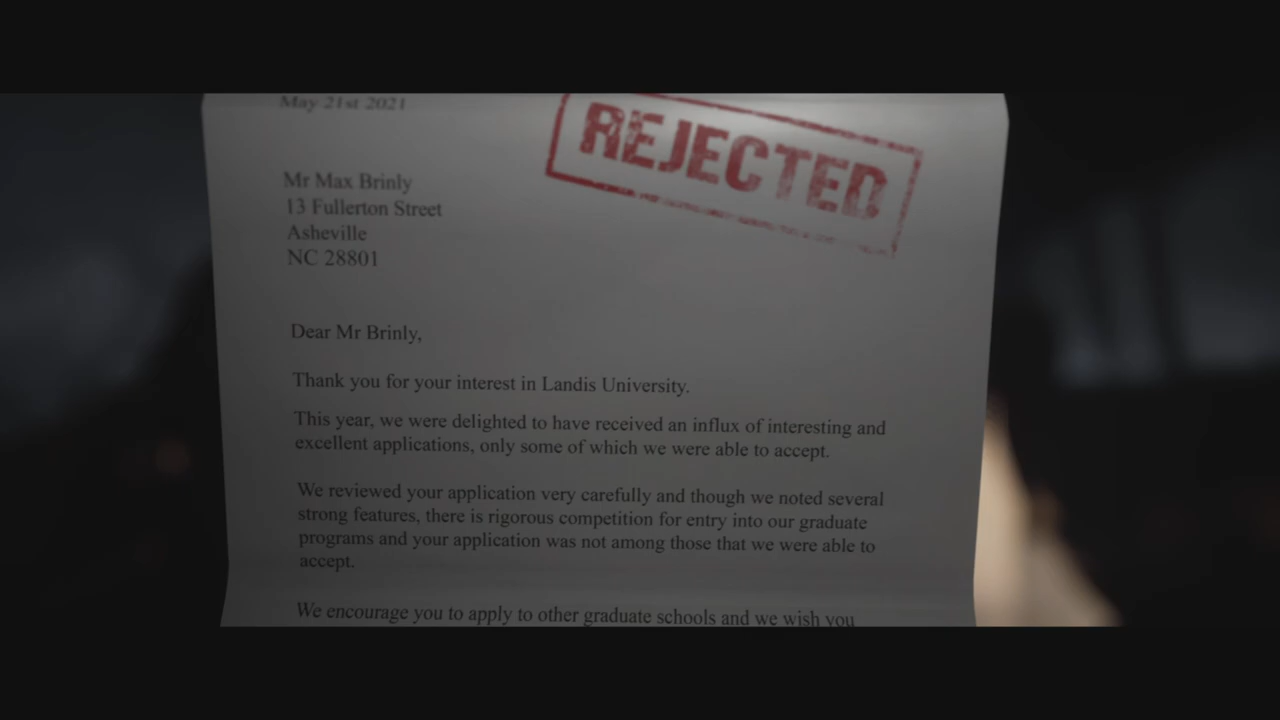 May 21st 2021
REJECTED
Mr Max Brinly
13 Fullerton Street
Asheville
NC 28801
Dear Mr Brinly,
Thank you for your interest in Landis University.
This year, we were delighted to have received an influx of interesting and
excellent applications, only some of which we were able to accept.
We reviewed your application very carefully and though we noted several
strong features, there is rigorous competition for entry into our graduate
programs and your application was not among those that we were able to
accept.
We encourage you to apply to other graduate schools and we wish you